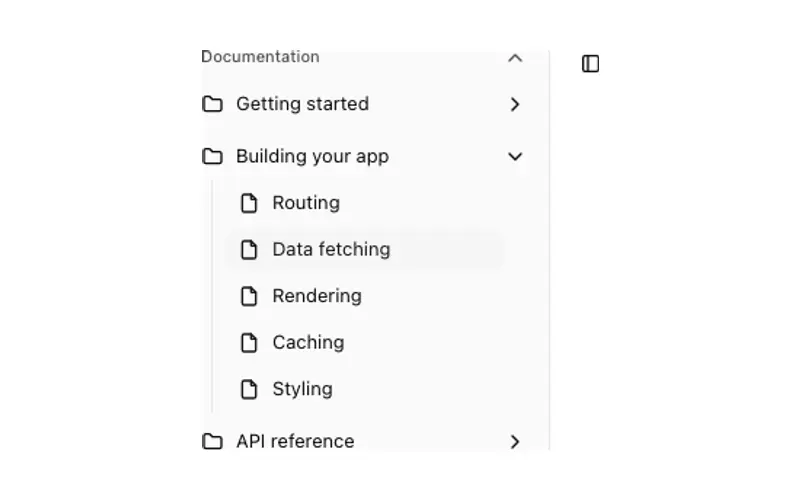 Documentation
Getting started
Building your app
Routing
Data fetching
Rendering
Caching
Styling
API reference